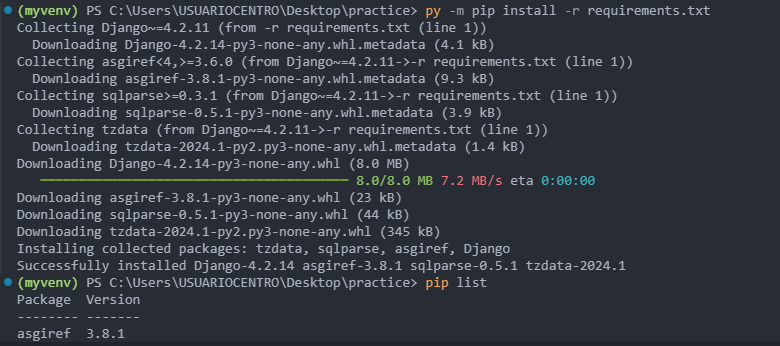 (myvenv) PS C:\Users\USUARIOCENTRO\Desktop\practice> py -m pip install -r requirements.txt
Collecting Django~=4.2.11 (from -r requirements.txt (line 1))
  Downloading Django-4.2.14-py3-none-any.whl.metadata (4.1 kB)
Collecting asgiref<4,>=3.6.0 (from Django~=4.2.11->-r requirements.txt (line 1))
  Downloading asgiref-3.8.1-py3-none-any.whl.metadata (9.3 kB)
Collecting sqlparse>=0.3.1 (from Django~=4.2.11->-r requirements.txt (line 1))
  Downloading sqlparse-0.5.1-py3-none-any.whl.metadata (3.9 kB)
Collecting tzdata (from Django~=4.2.11->-r requirements.txt (line 1))
  Downloading tzdata-2024.1-py2.py3-none-any.whl.metadata (1.4 kB)
Downloading Django-4.2.14-py3-none-any.whl (8.0 MB)
   ━━━━━━━━━━━━━━━━━━━━━━━━━━━━━━━━━━━━━━━━ 8.0/8.0 MB 7.2 MB/s eta 0:00:00
Downloading asgiref-3.8.1-py3-none-any.whl (23 kB)
Downloading sqlparse-0.5.1-py3-none-any.whl (44 kB)
Downloading tzdata-2024.1-py2.py3-none-any.whl (345 kB)
Installing collected packages: tzdata, sqlparse, asgiref, Django
Successfully installed Django-4.2.14 asgiref-3.8.1 sqlparse-0.5.1 tzdata-2024.1
(myvenv) PS C:\Users\USUARIOCENTRO\Desktop\practice> pip list
Package  Version
-------- -------
asgiref  3.8.1